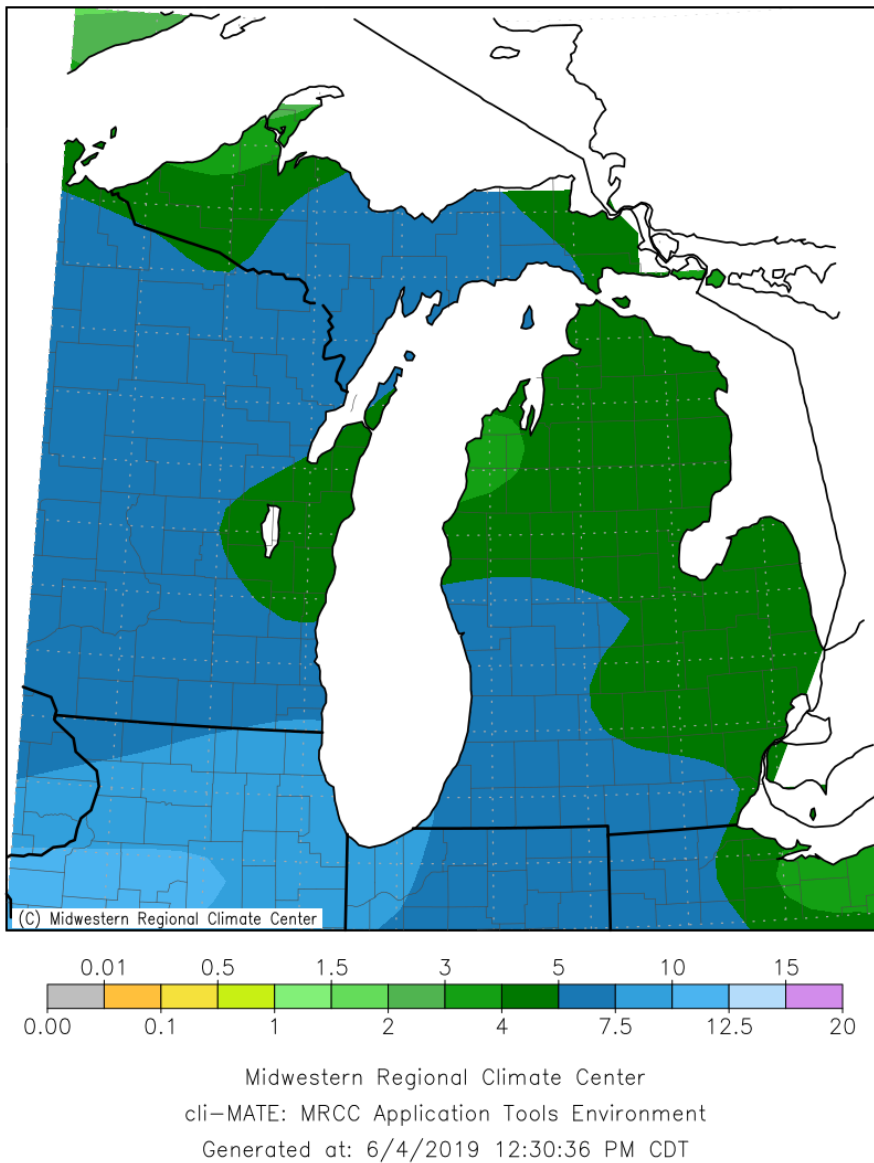 (C) Midwestern Regional Climate Center
0.01 0.5 1.5 3 5 10 15
0.00 0.1 1 2 4 7.5 12.5 20
Midwestern Regional Climate Center
cli-MATE: MRCC Application Tools Environment
Generated at: 6/4/2019 12:30:36 PM CDT